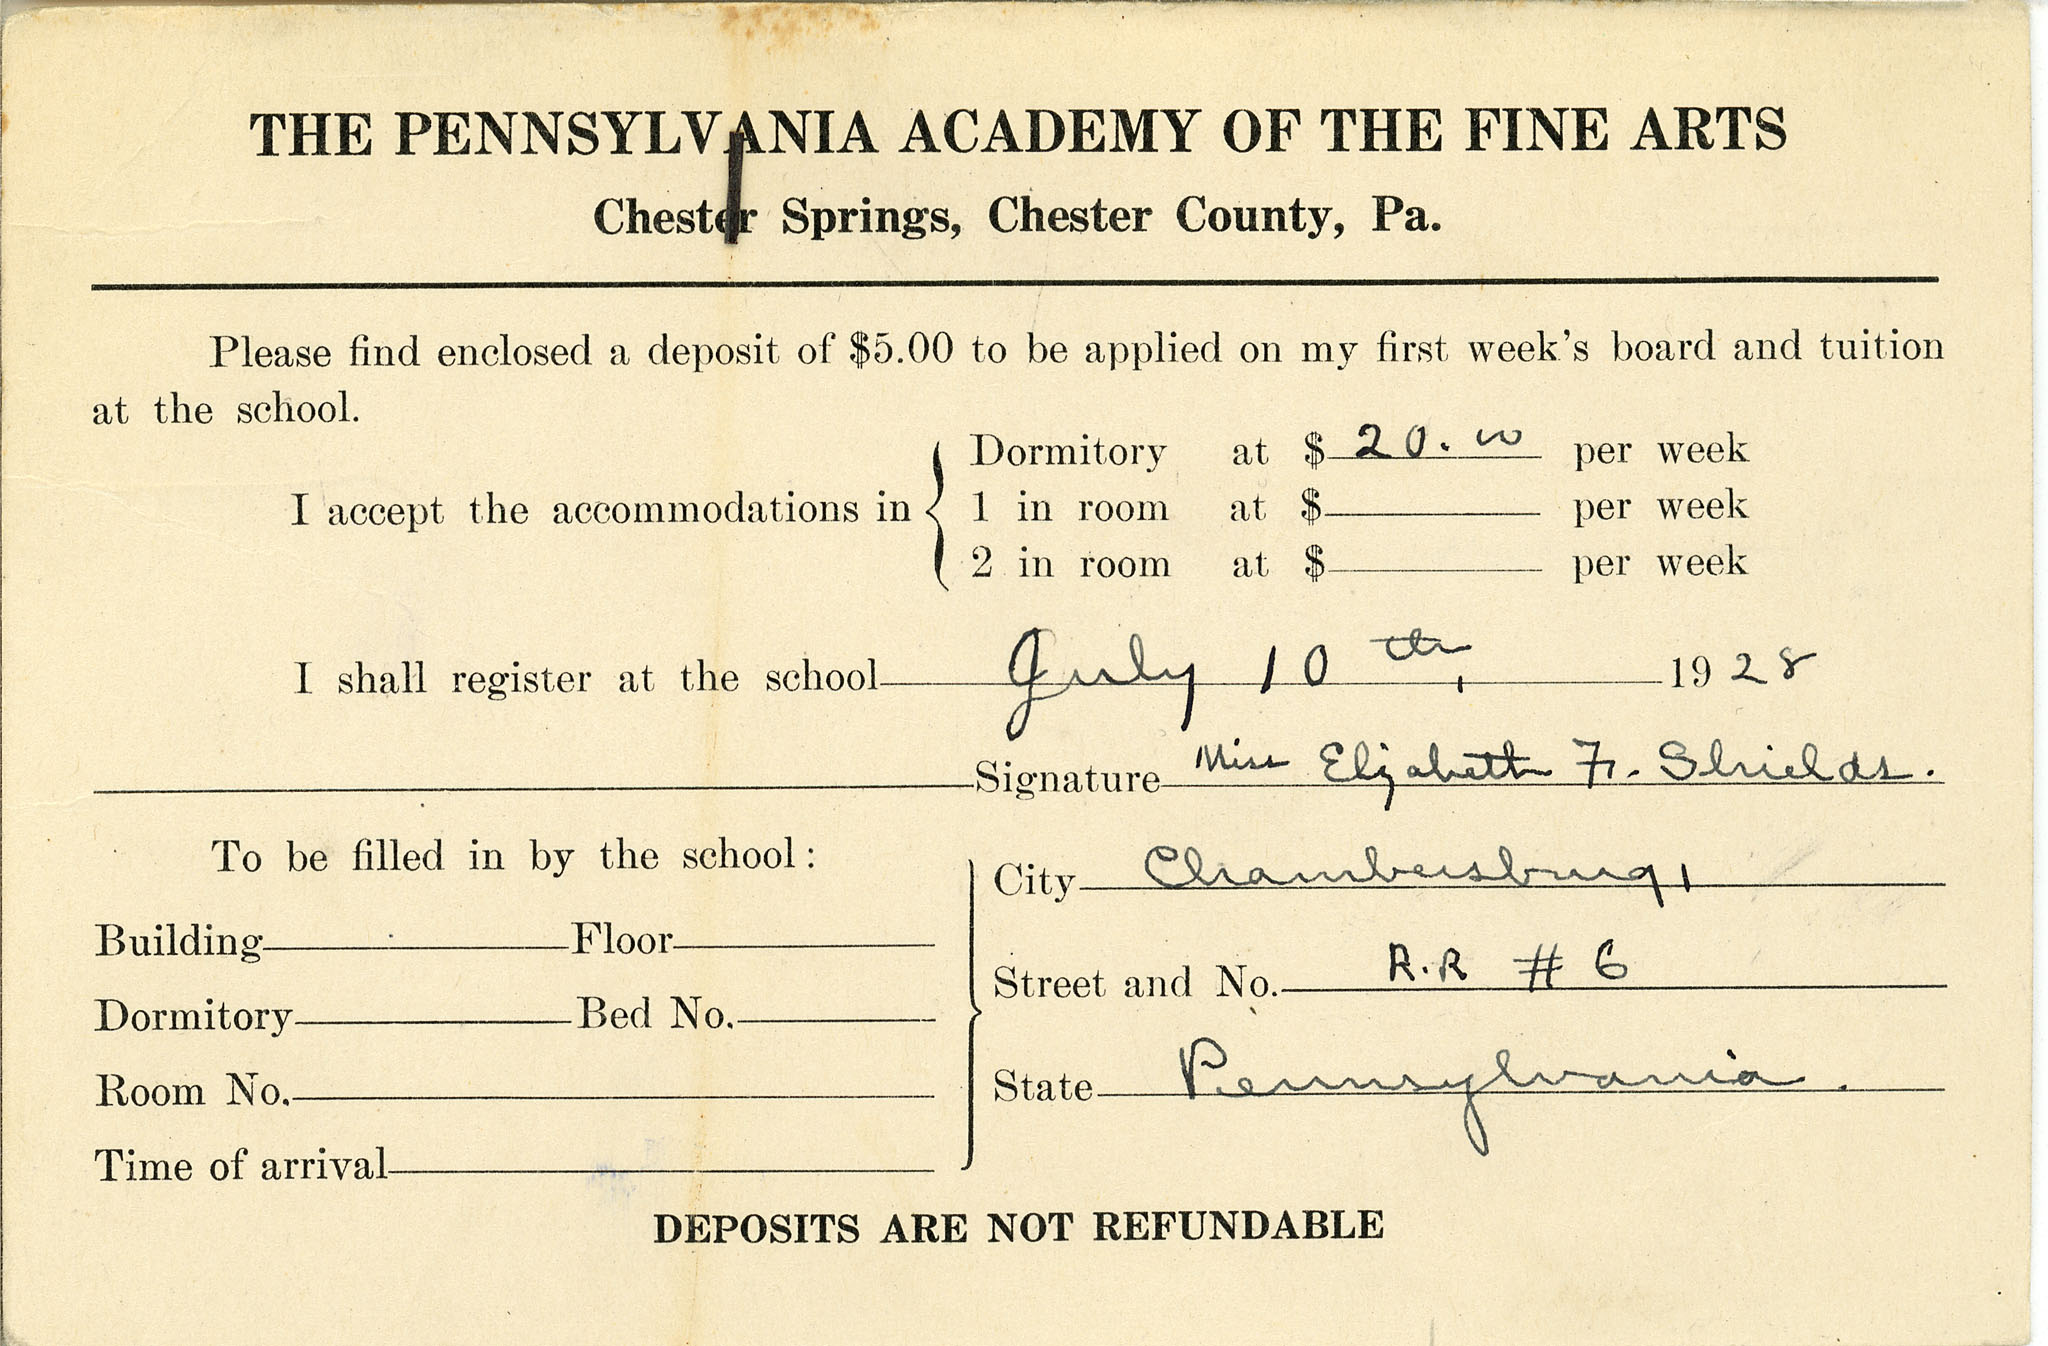 THE PENNSYLVANIA ACADEMY OF THE FINE ARTS
Chester Springs, Chester County, Pa.
Please find enclosed a deposit of $5.00 to be applied on my first week's board and tuition
at the school.
I accept the accommodations in
Dormitory at $ 20.00 per week
1 in room at $ per week
2 in room at $ per week
I shall register at the school July 10th, 1928
Signature Miss Elizabeth F. Shields.
To be filled in by the school:
Building Floor
Dormitory Bed No.
Room No.
Time of arrival
City Chambersburg,
Street and No. R.R # 6
State Pennsylvania.
DEPOSITS ARE NOT REFUNDABLE